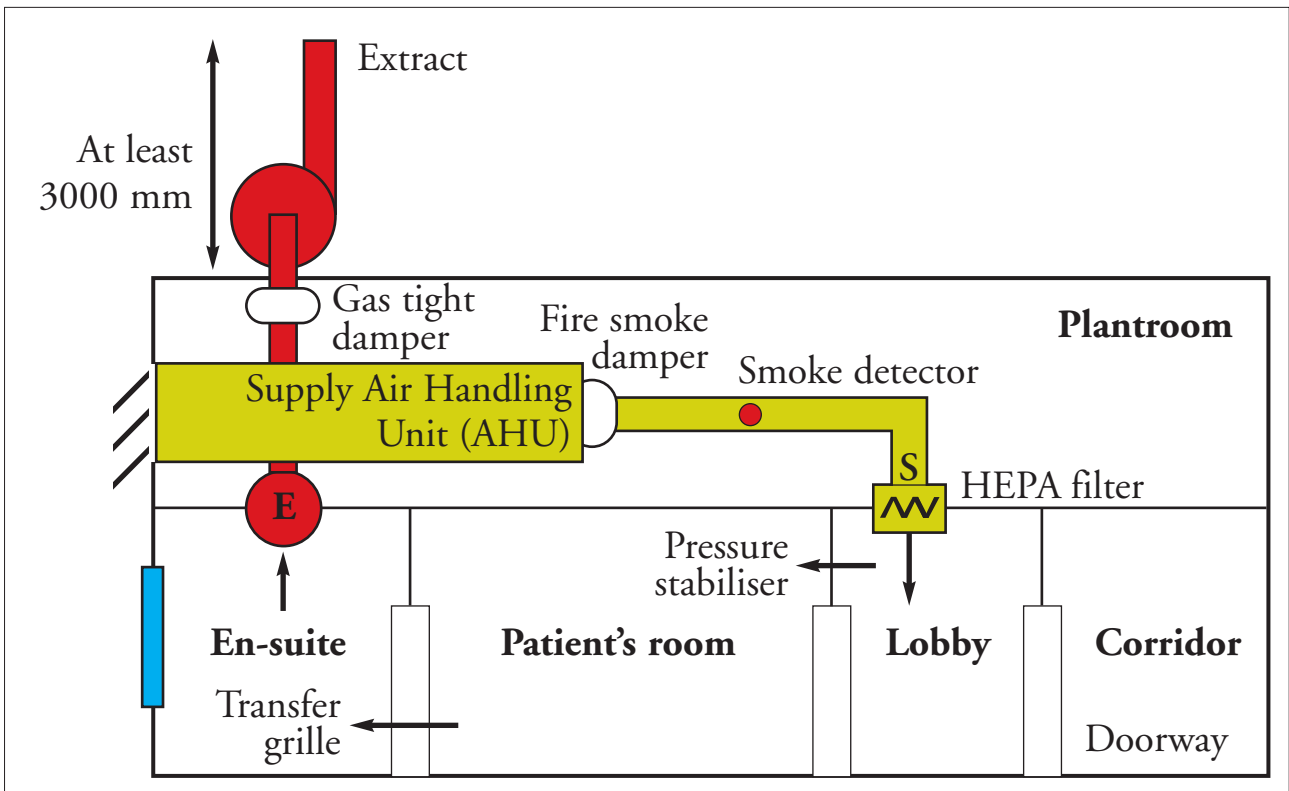 Extract
At least
3000 mm
Gas tight
damper
Fire smoke
damper
Plantroom
Smoke detector
Supply Air Handling
Unit (AHU)
S
HEPA filter
E
Pressure
stabiliser
En-suite
Patient’s room
Lobby
Corridor
Transfer
grille
Doorway